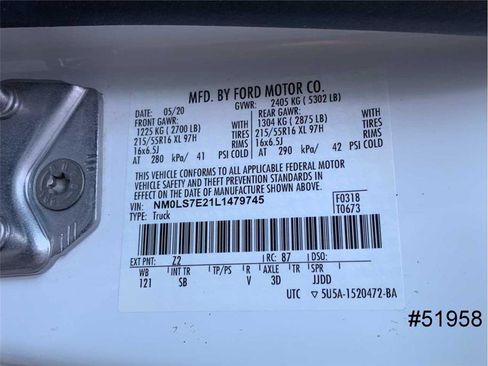 MFD. BY FORD MOTOR CO.
05/20 GVWR: 2405 KG ( 5302 LB)
FRONT GAWR: REAR GAWR:
1225 KG ( 2700 LB) WITH 1304 KG ( 2875 LB) WITH
215/55R16 XL 97H TIRES 215/55R16 XL 97H TIRES
16x6.5J RIMS 16x6.5J RIMS
AT 280 kPa/ 41 PSI COLD AT 290 kPa/ 42 PSI COLD
THIS VEHICLE CONFORMS TO ALL APPLICABLE FEDERAL MOTOR
VEHICLE SAFETY STANDARDS IN EFFECT ON THE
DATE OF MANUFACTURE SHOWN ABOVE.
VIN: NM0LS7E21L1479745 F0318
TYPE: Truck T0673
EXT PNT: Z2 RC: 87 DSO:
WB INT TR TP/PS R AXLE TR SPR
121 SB V 3D JJDD
UTC 5U5A-1520472-BA
#51958